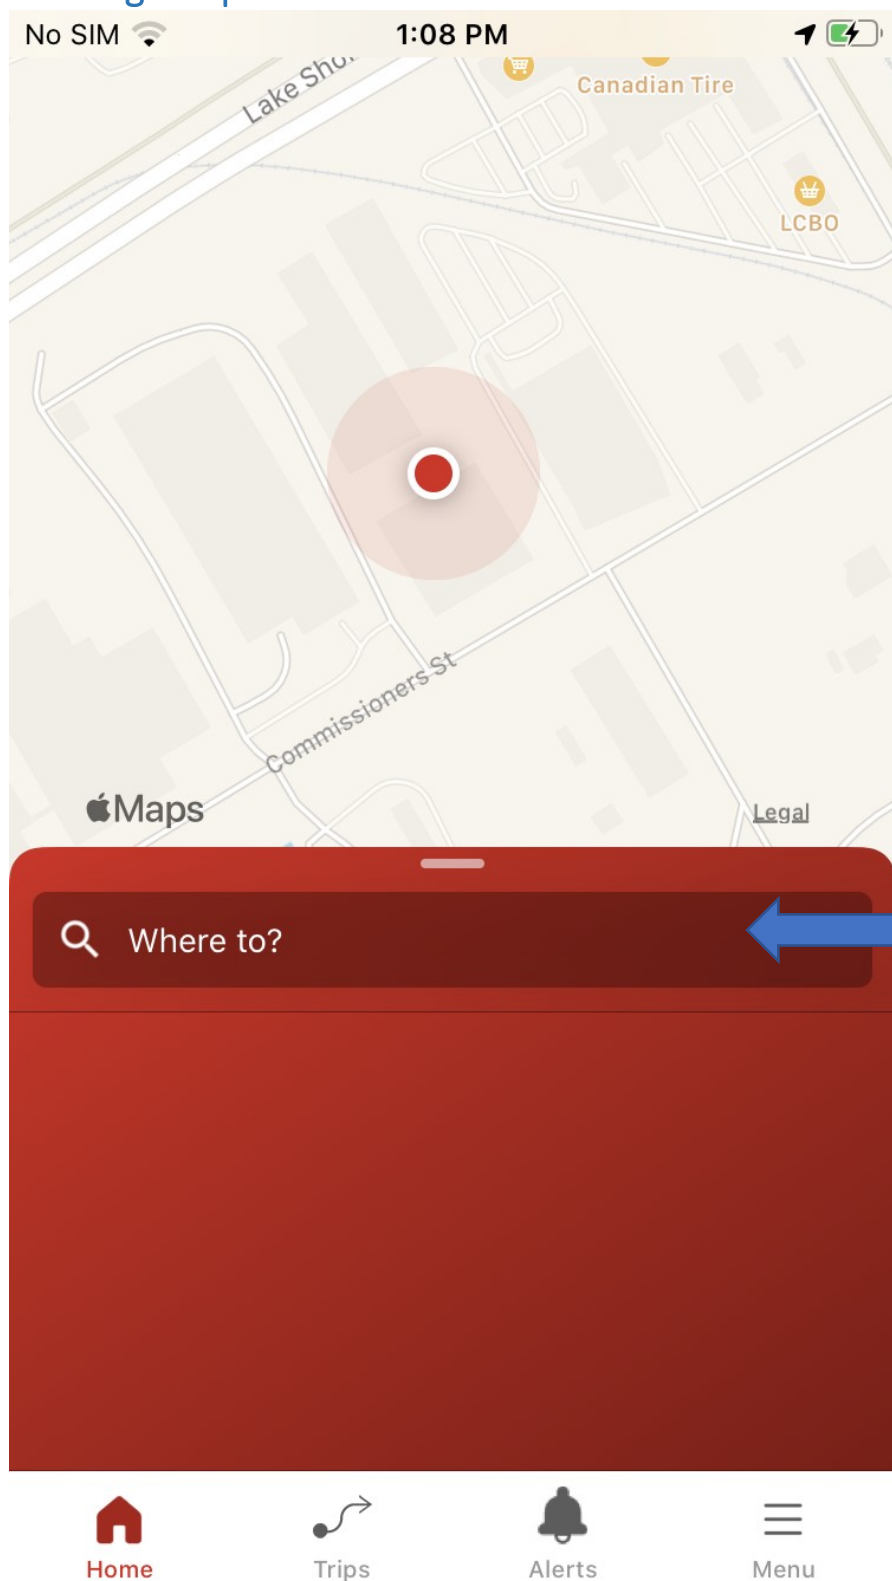 No SIM 1:08 PM
Canadian Tire
LCBO
Commissioners St
Maps Legal
Where to?
Home Trips Alerts Menu